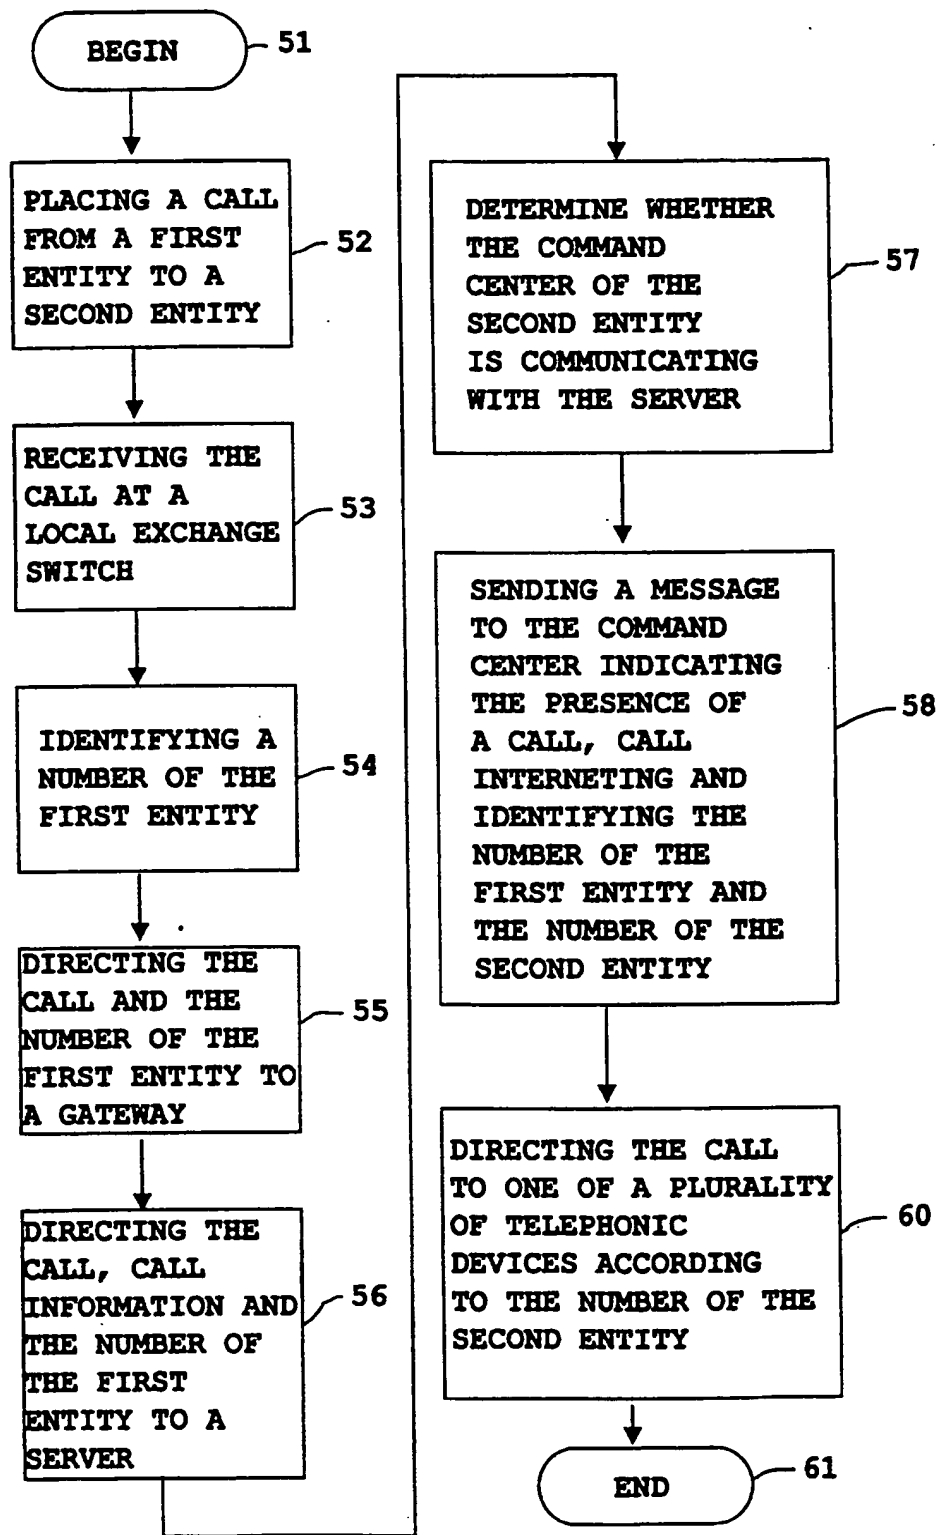 BEGIN
51
PLACING A CALL
FROM A FIRST
ENTITY TO A
SECOND ENTITY
52
RECEIVING THE
CALL AT A
LOCAL EXCHANGE
SWITCH
53
IDENTIFYING A
NUMBER OF THE
FIRST ENTITY
54
DIRECTING THE
CALL AND THE
NUMBER OF THE
FIRST ENTITY TO
A GATEWAY
55
DIRECTING THE
CALL, CALL
INFORMATION AND
THE NUMBER OF
THE FIRST
ENTITY TO A
SERVER
56
DETERMINE WHETHER
THE COMMAND
CENTER OF THE
SECOND ENTITY
IS COMMUNICATING
WITH THE SERVER
57
SENDING A MESSAGE
TO THE COMMAND
CENTER INDICATING
THE PRESENCE OF
A CALL, CALL
INTERNETING AND
IDENTIFYING THE
NUMBER OF THE
FIRST ENTITY AND
THE NUMBER OF THE
SECOND ENTITY
58
DIRECTING THE CALL
TO ONE OF A PLURALITY
OF TELEPHONIC
DEVICES ACCORDING
TO THE NUMBER OF THE
SECOND ENTITY
60
END
61